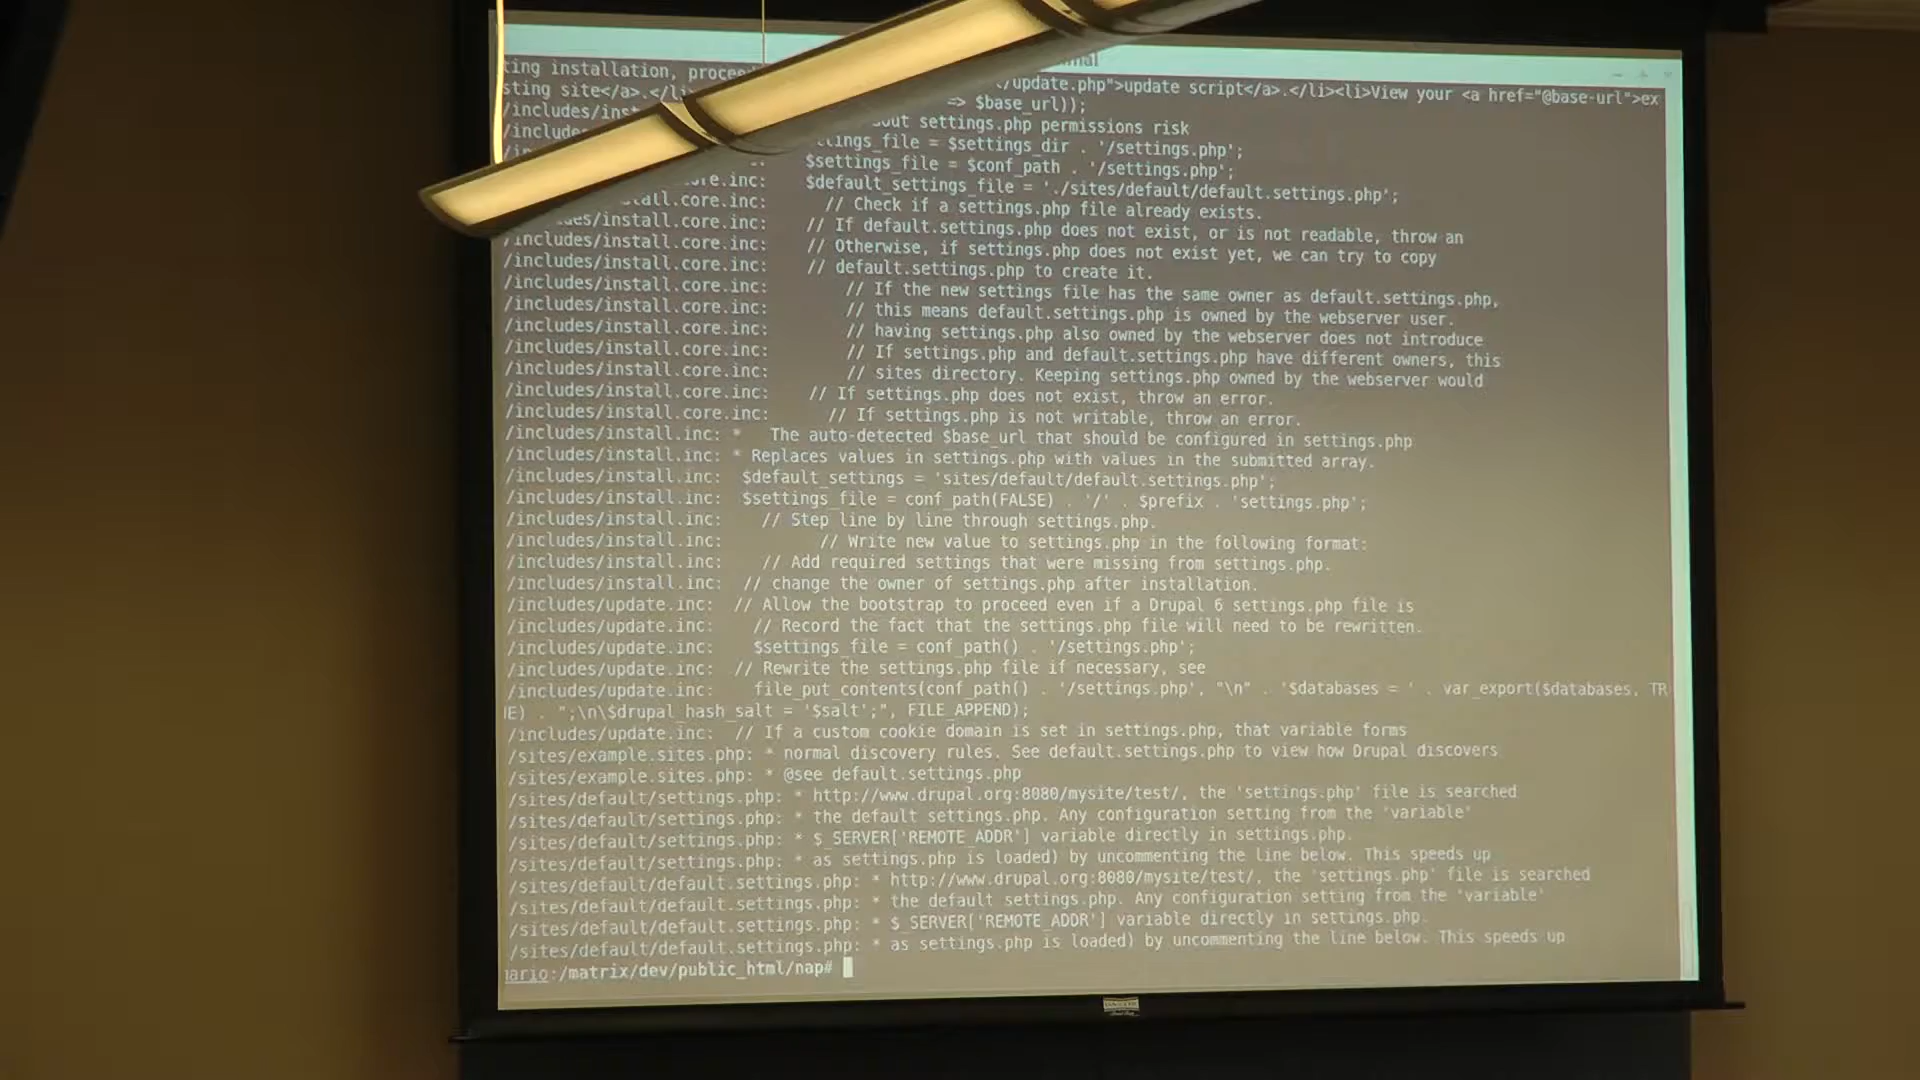 ting installation, procee
/update.php">update script</a>.</li><li>View your <a href="@base-url">ex
sting site</a>.</li
/includes/ins => $base_url));
/include out settings.php permissions risk
/in tings_file = $settings_dir . '/settings.php';
$settings_file = $conf_path . '/settings.php';
ore.inc: $default_settings_file = './sites/default/default.settings.php';
tall.core.inc: // Check if a settings.php file already exists.
des/install.core.inc: // If default.settings.php does not exist, or is not readable, throw an
/includes/install.core.inc: // Otherwise, if settings.php does not exist yet, we can try to copy
/includes/install.core.inc: // default.settings.php to create it.
/includes/install.core.inc: // If the new settings file has the same owner as default.settings.php,
/includes/install.core.inc: // this means default.settings.php is owned by the webserver user.
/includes/install.core.inc: // having settings.php also owned by the webserver does not introduce
/includes/install.core.inc: // If settings.php and default.settings.php have different owners, this
/includes/install.core.inc: // sites directory. Keeping settings.php owned by the webserver would
/includes/install.core.inc: // If settings.php does not exist, throw an error.
/includes/install.core.inc: // If settings.php is not writable, throw an error.
/includes/install.inc: * The auto-detected $base_url that should be configured in settings.php
/includes/install.inc: * Replaces values in settings.php with values in the submitted array.
/includes/install.inc: $default_settings = 'sites/default/default.settings.php';
/includes/install.inc: $settings_file = conf_path(FALSE) . '/' . $prefix . 'settings.php';
/includes/install.inc: // Step line by line through settings.php.
/includes/install.inc: // Write new value to settings.php in the following format:
/includes/install.inc: // Add required settings that were missing from settings.php.
/includes/install.inc: // change the owner of settings.php after installation.
/includes/update.inc: // Allow the bootstrap to proceed even if a Drupal 6 settings.php file is
/includes/update.inc: // Record the fact that the settings.php file will need to be rewritten.
/includes/update.inc: $settings_file = conf_path() . '/settings.php';
/includes/update.inc: // Rewrite the settings.php file if necessary, see
/includes/update.inc: file_put_contents(conf_path() . '/settings.php', "\n" . '$databases = ' . var_export($databases, TR
E) . ";\n\$drupal_hash_salt = '$salt';", FILE_APPEND);
/includes/update.inc: // If a custom cookie domain is set in settings.php, that variable forms
/sites/example.sites.php: * normal discovery rules. See default.settings.php to view how Drupal discovers
/sites/example.sites.php: * @see default.settings.php
/sites/default/settings.php: * http://www.drupal.org:8080/mysite/test/, the 'settings.php' file is searched
/sites/default/settings.php: * the default settings.php. Any configuration setting from the 'variable'
/sites/default/settings.php: * $_SERVER['REMOTE_ADDR'] variable directly in settings.php.
/sites/default/settings.php: * as settings.php is loaded) by uncommenting the line below. This speeds up
/sites/default/default.settings.php: * http://www.drupal.org:8080/mysite/test/, the 'settings.php' file is searched
/sites/default/default.settings.php: * the default settings.php. Any configuration setting from the 'variable'
/sites/default/default.settings.php: * $_SERVER['REMOTE_ADDR'] variable directly in settings.php.
/sites/default/default.settings.php: * as settings.php is loaded) by uncommenting the line below. This speeds up
ario:/matrix/dev/public_html/nap#